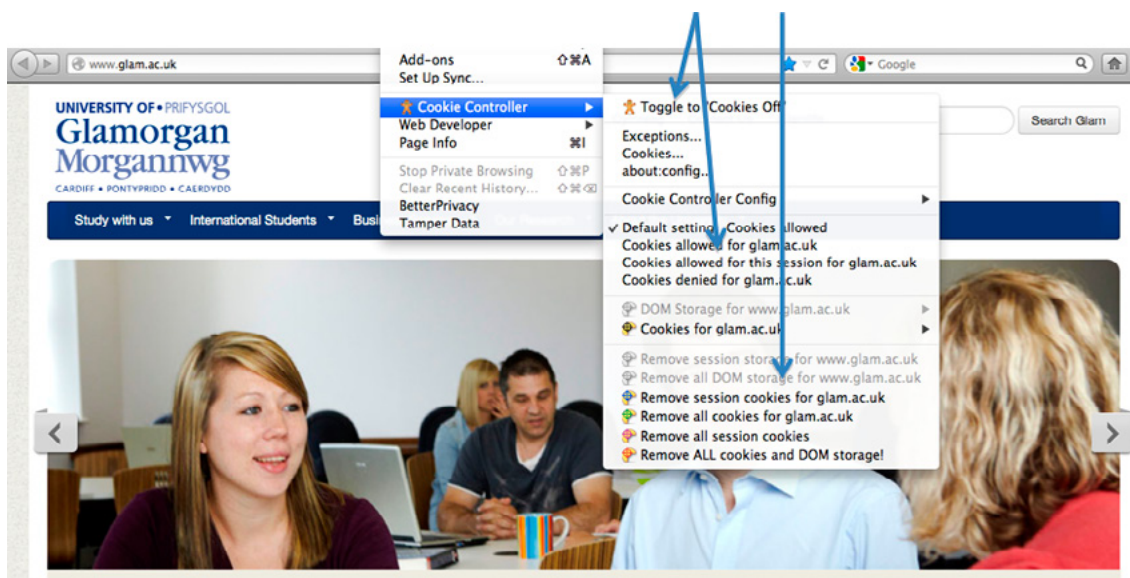 www.glam.ac.uk
Google
UNIVERSITY OF • PRIFYSGOL
Glamorgan
Morgannwg
CARDIFF • PONTYPRIDD • CAERDYDD
Search Glam
Study with us
International Students
Busi
Add-ons ⇧⌘A
Set Up Sync...
Cookie Controller
Web Developer
Page Info ⌘I
Stop Private Browsing ⇧⌘P
Clear Recent History... ⇧⌘⌫
BetterPrivacy
Tamper Data
Toggle to "Cookies Off"
Exceptions...
Cookies...
about:config...
Cookie Controller Config
✓ Default setting: Cookies allowed
Cookies allowed for glam.ac.uk
Cookies allowed for this session for glam.ac.uk
Cookies denied for glam.ac.uk
DOM Storage for www.glam.ac.uk
Cookies for glam.ac.uk
Remove session storage for www.glam.ac.uk
Remove all DOM storage for www.glam.ac.uk
Remove session cookies for glam.ac.uk
Remove all cookies for glam.ac.uk
Remove all session cookies
Remove ALL cookies and DOM storage!